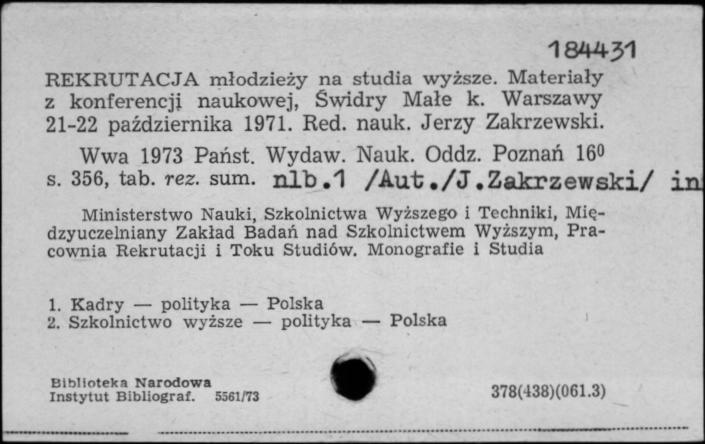 184431
REKRUTACJA młodzieży na studia wyższe. Materiały
z konferencji naukowej, Świdry Małe k. Warszawy
21-22 października 1971. Red. nauk. Jerzy Zakrzewski.
Wwa 1973 Państ. Wydaw. Nauk. Oddz. Poznań 16⁰
s. 356, tab. rez. sum. nlb.1 /Aut./J.Zakrzewski/ in
Ministerstwo Nauki, Szkolnictwa Wyższego i Techniki, Mię-
dzyuczelniany Zakład Badań nad Szkolnictwem Wyższym, Pra-
cownia Rekrutacji i Toku Studiów. Monografie i Studia
1. Kadry — polityka — Polska
2. Szkolnictwo wyższe — polityka — Polska
Biblioteka Narodowa
Instytut Bibliograf. 5561/73
378(438)(061.3)